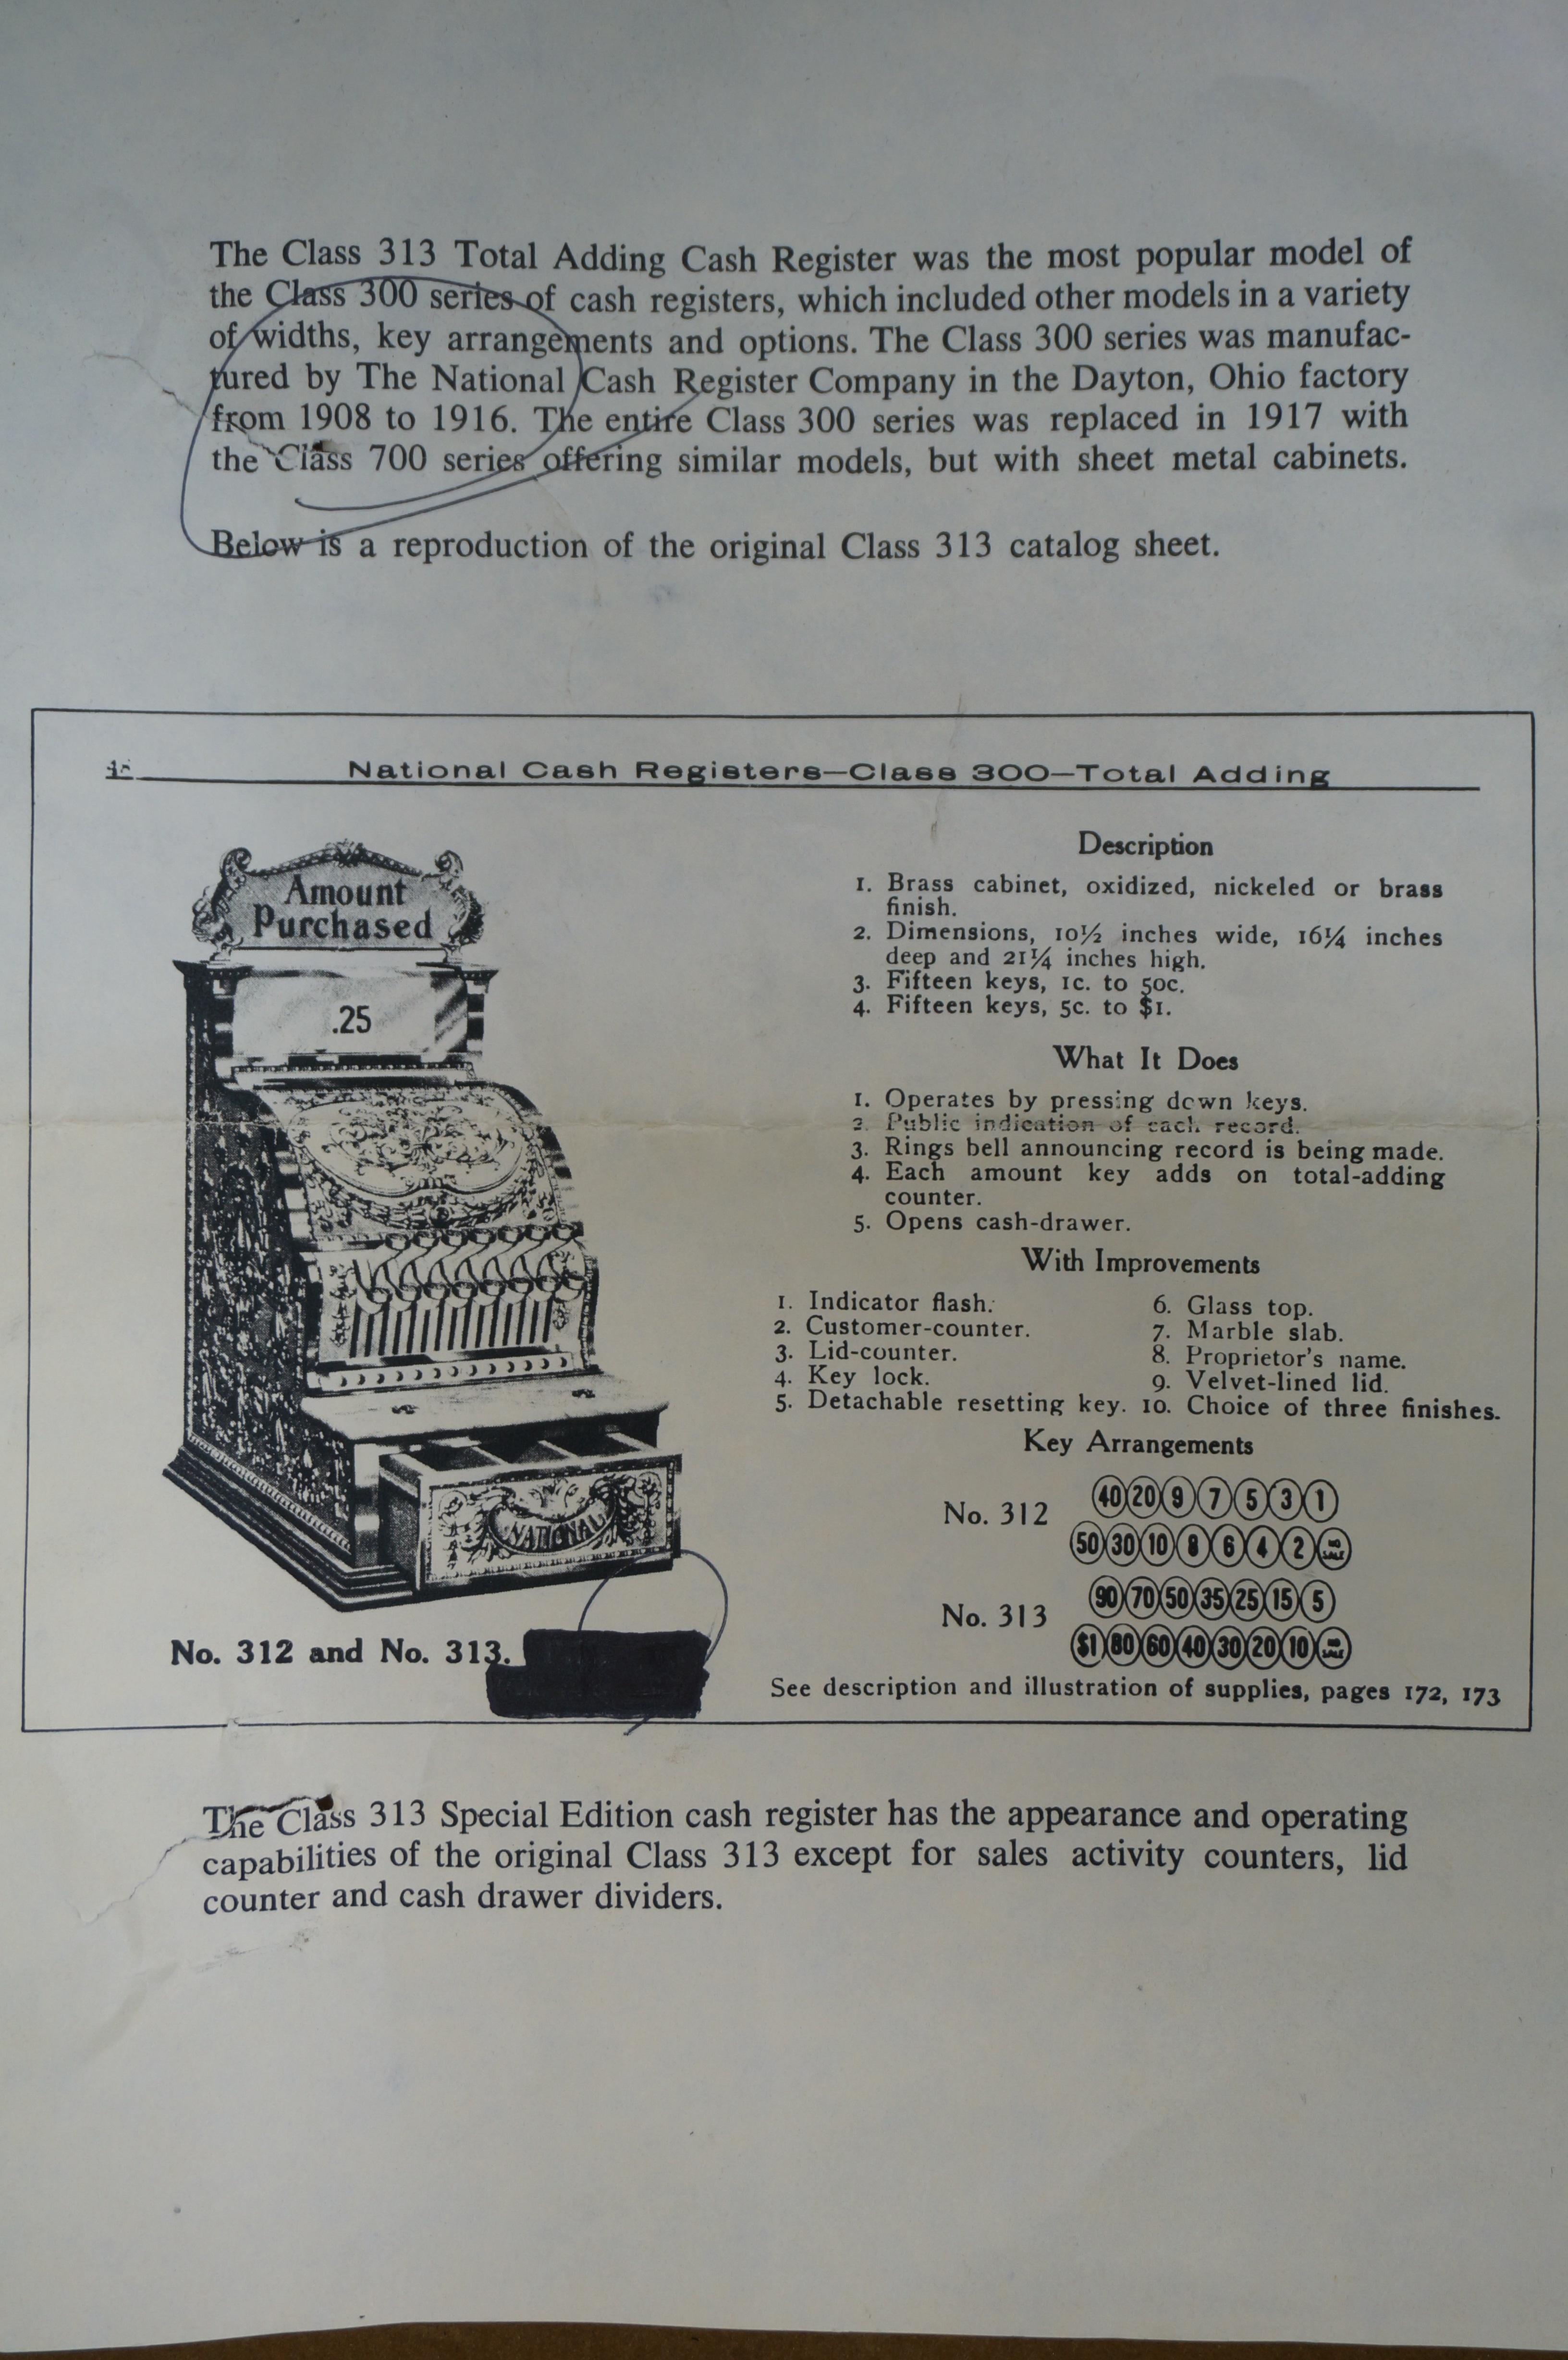 The Class 313 Total Adding Cash Register was the most popular model of
the Class 300 series of cash registers, which included other models in a variety
of widths, key arrangements and options. The Class 300 series was manufac-
tured by The National Cash Register Company in the Dayton, Ohio factory
from 1908 to 1916. The entire Class 300 series was replaced in 1917 with
the Class 700 series offering similar models, but with sheet metal cabinets.
Below is a reproduction of the original Class 313 catalog sheet.
National Cash Registers—Class 300—Total Adding
Amount
Purchased
.25
NATIONAL
No. 312 and No. 313.
Description
1. Brass cabinet, oxidized, nickeled or brass
finish.
2. Dimensions, 10½ inches wide, 16¼ inches
deep and 21¼ inches high.
3. Fifteen keys, 1c. to 50c.
4. Fifteen keys, 5c. to $1.
What It Does
1. Operates by pressing down keys.
2. Public indication of each record.
3. Rings bell announcing record is being made.
4. Each amount key adds on total-adding
counter.
5. Opens cash-drawer.
With Improvements
1. Indicator flash.
2. Customer-counter.
3. Lid-counter.
4. Key lock.
5. Detachable resetting key.
6. Glass top.
7. Marble slab.
8. Proprietor's name.
9. Velvet-lined lid.
10. Choice of three finishes.
Key Arrangements
No. 312
40 20 9 7 5 3 1
50 30 10 8 6 4 2 NO SALE
No. 313
90 70 50 35 25 15 5
$1 80 60 40 30 20 10 NO SALE
See description and illustration of supplies, pages 172, 173
The Class 313 Special Edition cash register has the appearance and operating
capabilities of the original Class 313 except for sales activity counters, lid
counter and cash drawer dividers.